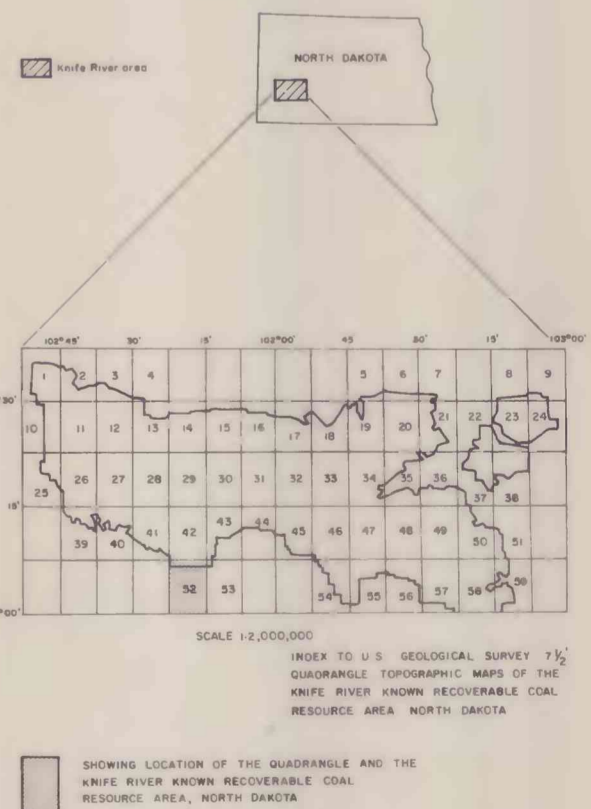 NORTH DAKOTA
Knife River area
102°45' 30' 15' 102°00' 45 30' 15' 103°00'
1 2 3 4 5 6 7 8 9
30'
10 11 12 13 14 15 16 17 18 19 20 21 22 23 24
26 27 28 29 30 31 32 33 34 35 36
25 15' 37 38
39 40 41 42 43 44 45 46 47 48 49 50 51
52 53 54 55 56 57 58 59
°00'
SCALE 1:2,000,000
INDEX TO U S GEOLOGICAL SURVEY 7½'
QUADRANGLE TOPOGRAPHIC MAPS OF THE
KNIFE RIVER KNOWN RECOVERABLE COAL
RESOURCE AREA NORTH DAKOTA
SHOWING LOCATION OF THE QUADRANGLE AND THE
KNIFE RIVER KNOWN RECOVERABLE COAL
RESOURCE AREA, NORTH DAKOTA